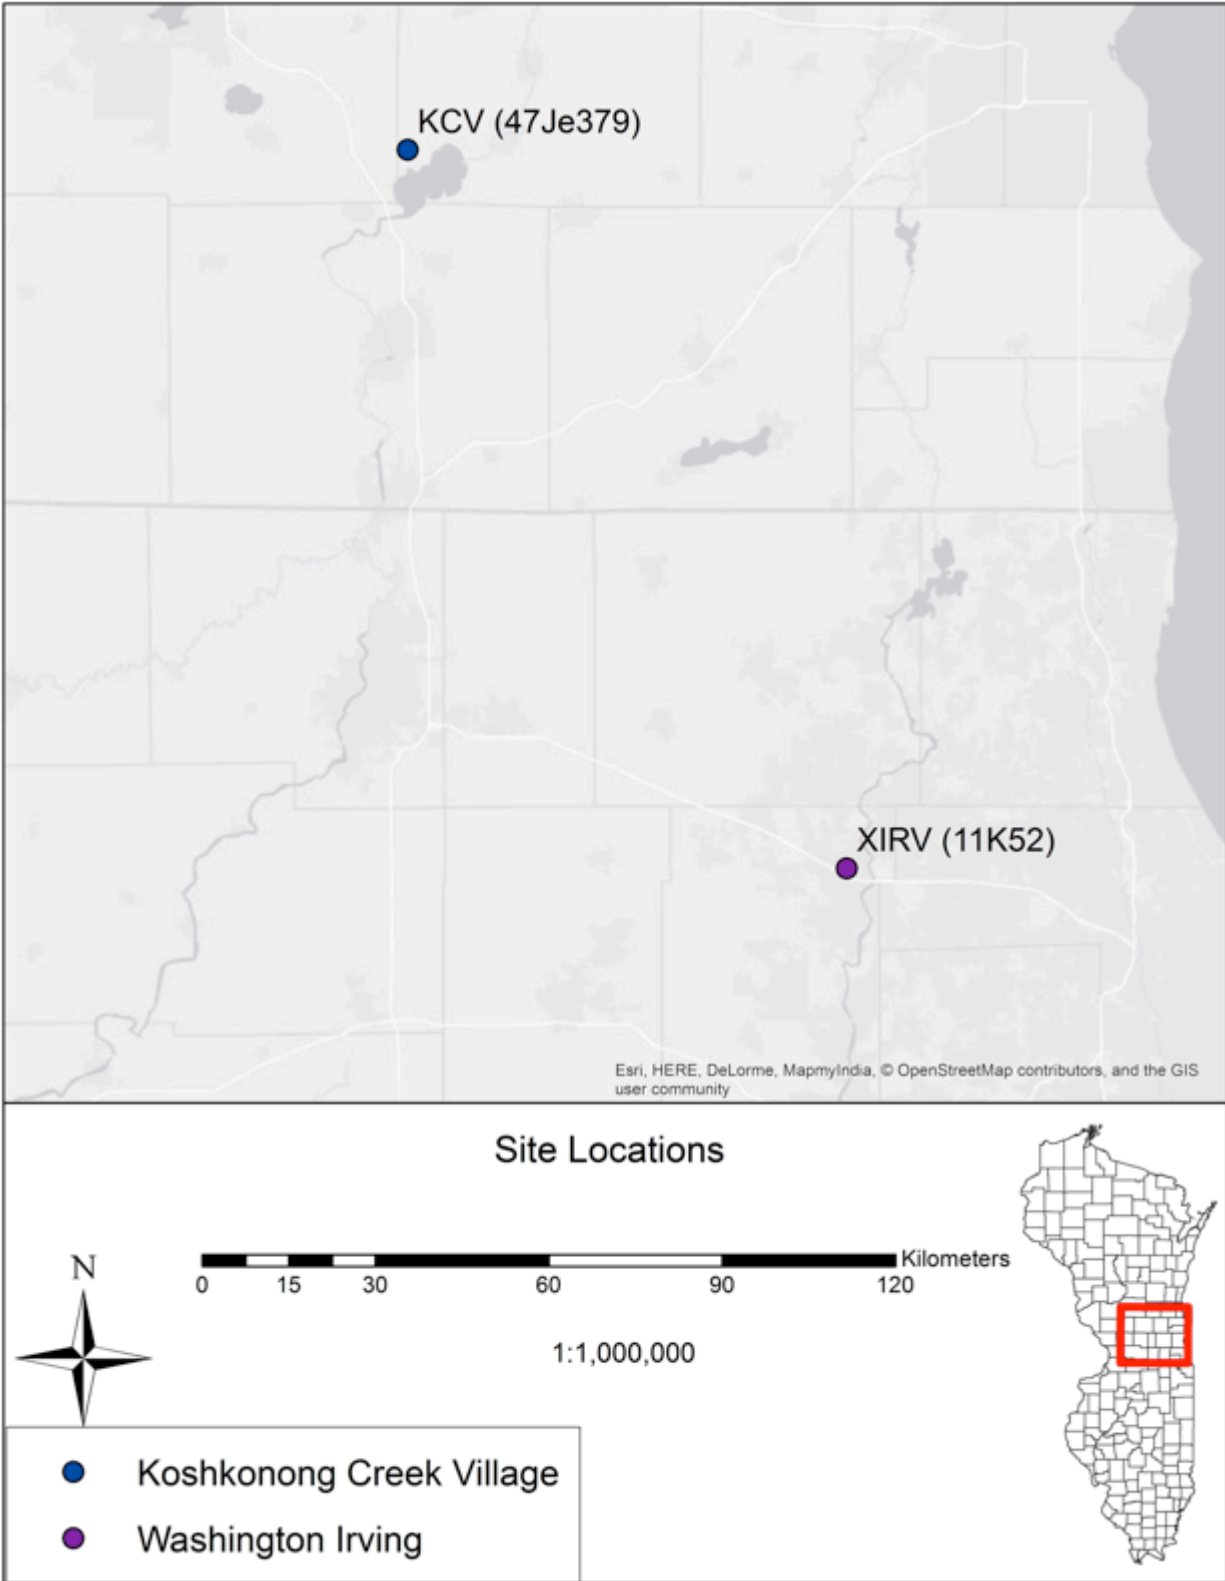 KCV (47Je379)
XIRV (11K52)
Esri, HERE, DeLorme, MapmyIndia, © OpenStreetMap contributors, and the GIS
user community
Site Locations
Kilometers
0 15 30 60 90 120
N
1:1,000,000
Koshkonong Creek Village
Washington Irving